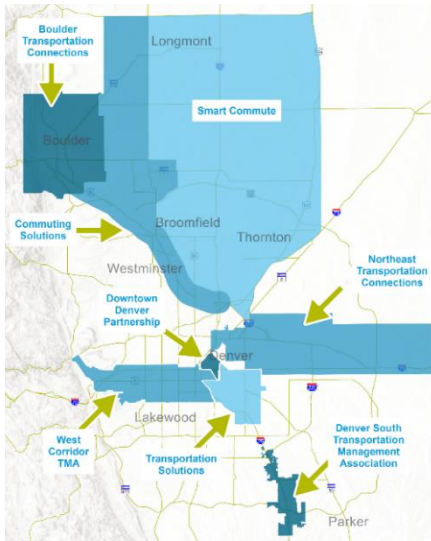 Boulder
Transportation
Connections
Longmont
Smart Commute
Boulder
Commuting
Solutions
Broomfield
Thornton
Westminster
Northeast
Transportation
Connections
Downtown
Denver
Partnership
Denver
Lakewood
West
Corridor
TMA
Transportation
Solutions
Denver South
Transportation
Management
Association
Parker